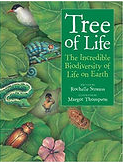 Tree of
Life
The Incredible
Biodiversity of
Life on Earth
Rochelle Strauss
Margot Thompson